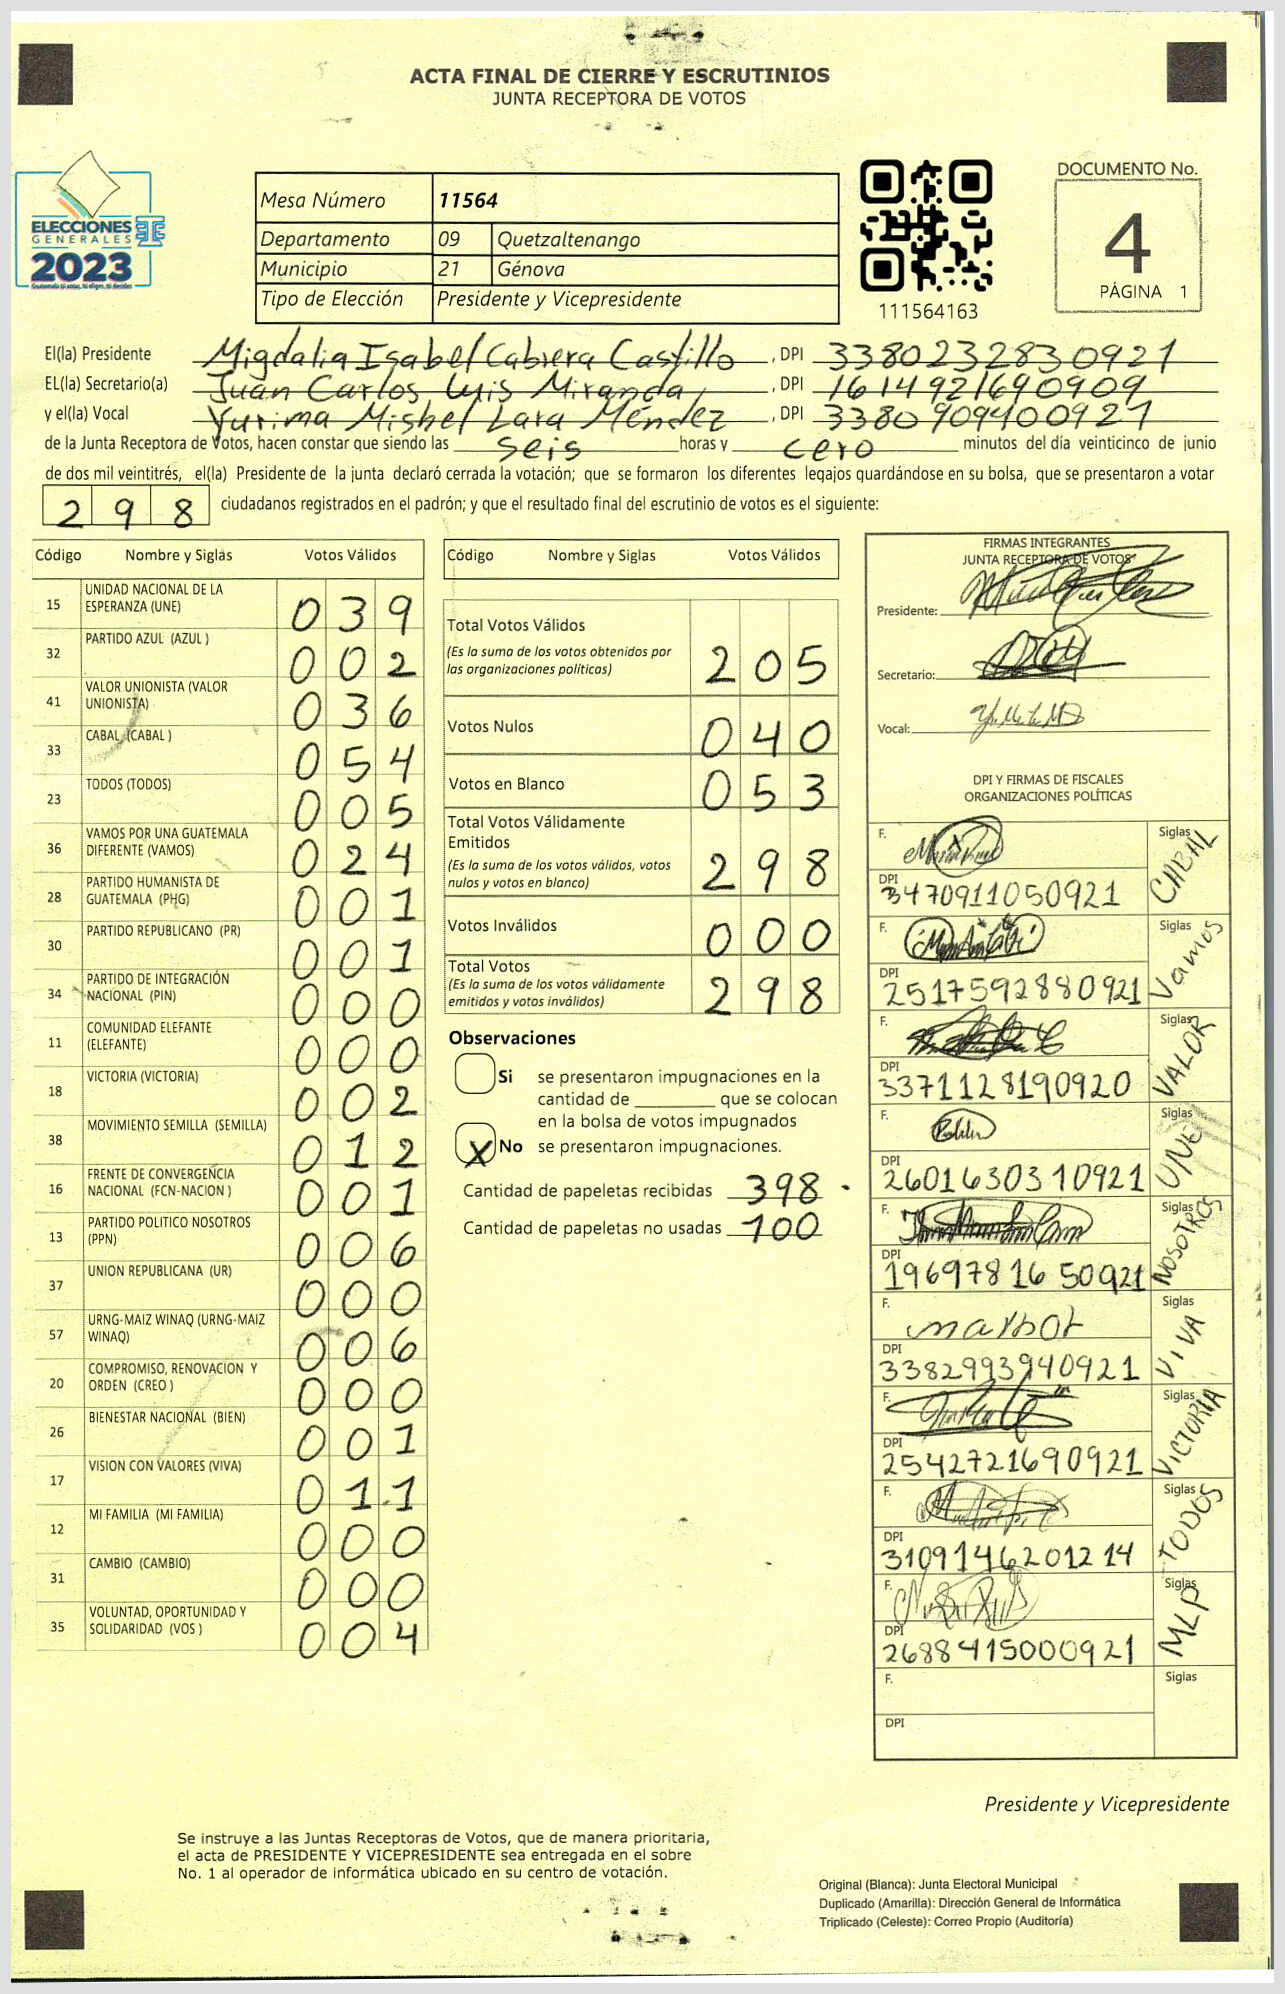 ACTA FINAL DE CIERRE Y ESCRUTINIOS
JUNTA RECEPTORA DE VOTOS
ELECCIONES
GENERALES
2023
Mesa Número 11564
Departamento 09 Quetzaltenango
Municipio 21 Génova
Tipo de Elección Presidente y Vicepresidente
111564163
DOCUMENTO No.
4
PÁGINA 1
El(la) Presidente Migdalia Isabel Cabrera Castillo, DPI 3380232830921
EL(la) Secretario(a) Juan Carlos Luis Miranda, DPI 1614921690909
y el(la) Vocal Yurima Mishel Lara Méndez, DPI 3380909400921
de la Junta Receptora de Votos, hacen constar que siendo las seis horas y cero minutos del día veinticinco de junio
de dos mil veintitrés, el(la) Presidente de la junta declaró cerrada la votación; que se formaron los diferentes legajos guardándose en su bolsa, que se presentaron a votar
298 ciudadanos registrados en el padrón; y que el resultado final del escrutinio de votos es el siguiente:
Código Nombre y Siglas Votos Válidos
15 UNIDAD NACIONAL DE LA ESPERANZA (UNE) 039
32 PARTIDO AZUL (AZUL ) 002
41 VALOR UNIONISTA (VALOR UNIONISTA) 036
33 CABAL (CABAL ) 054
23 TODOS (TODOS) 005
36 VAMOS POR UNA GUATEMALA DIFERENTE (VAMOS) 024
28 PARTIDO HUMANISTA DE GUATEMALA (PHG) 001
30 PARTIDO REPUBLICANO (PR) 001
34 PARTIDO DE INTEGRACIÓN NACIONAL (PIN) 000
11 COMUNIDAD ELEFANTE (ELEFANTE) 000
18 VICTORIA (VICTORIA) 002
38 MOVIMIENTO SEMILLA (SEMILLA) 012
16 FRENTE DE CONVERGENCIA NACIONAL (FCN-NACION ) 001
13 PARTIDO POLITICO NOSOTROS (PPN) 006
37 UNION REPUBLICANA (UR) 000
57 URNG-MAIZ WINAQ (URNG-MAIZ WINAQ) 006
20 COMPROMISO, RENOVACION Y ORDEN (CREO ) 000
26 BIENESTAR NACIONAL (BIEN) 001
17 VISION CON VALORES (VIVA) 011
12 MI FAMILIA (MI FAMILIA) 000
31 CAMBIO (CAMBIO) 000
35 VOLUNTAD, OPORTUNIDAD Y SOLIDARIDAD (VOS ) 004
Código Nombre y Siglas Votos Válidos
Total Votos Válidos
(Es la suma de los votos obtenidos por las organizaciones políticas) 205
Votos Nulos 040
Votos en Blanco 053
Total Votos Válidamente Emitidos
(Es la suma de los votos válidos, votos nulos y votos en blanco) 298
Votos Inválidos 000
Total Votos
(Es la suma de los votos válidamente emitidos y votos inválidos) 298
Observaciones
Si se presentaron impugnaciones en la
cantidad de ________ que se colocan
en la bolsa de votos impugnados
X No se presentaron impugnaciones.
Cantidad de papeletas recibidas 398
Cantidad de papeletas no usadas 100
FIRMAS INTEGRANTES
JUNTA RECEPTORA DE VOTOS
Presidente:
Secretario:
Vocal:
DPI Y FIRMAS DE FISCALES
ORGANIZACIONES POLÍTICAS
F. Siglas CABAL
DPI 3470911050921
F. Siglas Vamos
DPI 2517592880921
F. Siglas VALOR
DPI 3371128190920
F. Siglas UNE
DPI 2601630310921
F. Siglas NOSOTROS
DPI 1969781650921
F. Siglas VIVA
DPI 3382993940921
F. Siglas VICTORIA
DPI 2542721690921
F. Siglas TODOS
DPI 3109146201214
F. Siglas MLP
DPI 2688415000921
F. Siglas
DPI
Presidente y Vicepresidente
Se instruye a las Juntas Receptoras de Votos, que de manera prioritaria,
el acta de PRESIDENTE Y VICEPRESIDENTE sea entregada en el sobre
No. 1 al operador de informática ubicado en su centro de votación.
Original (Blanca): Junta Electoral Municipal
Duplicado (Amarilla): Dirección General de Informática
Triplicado (Celeste): Correo Propio (Auditoría)